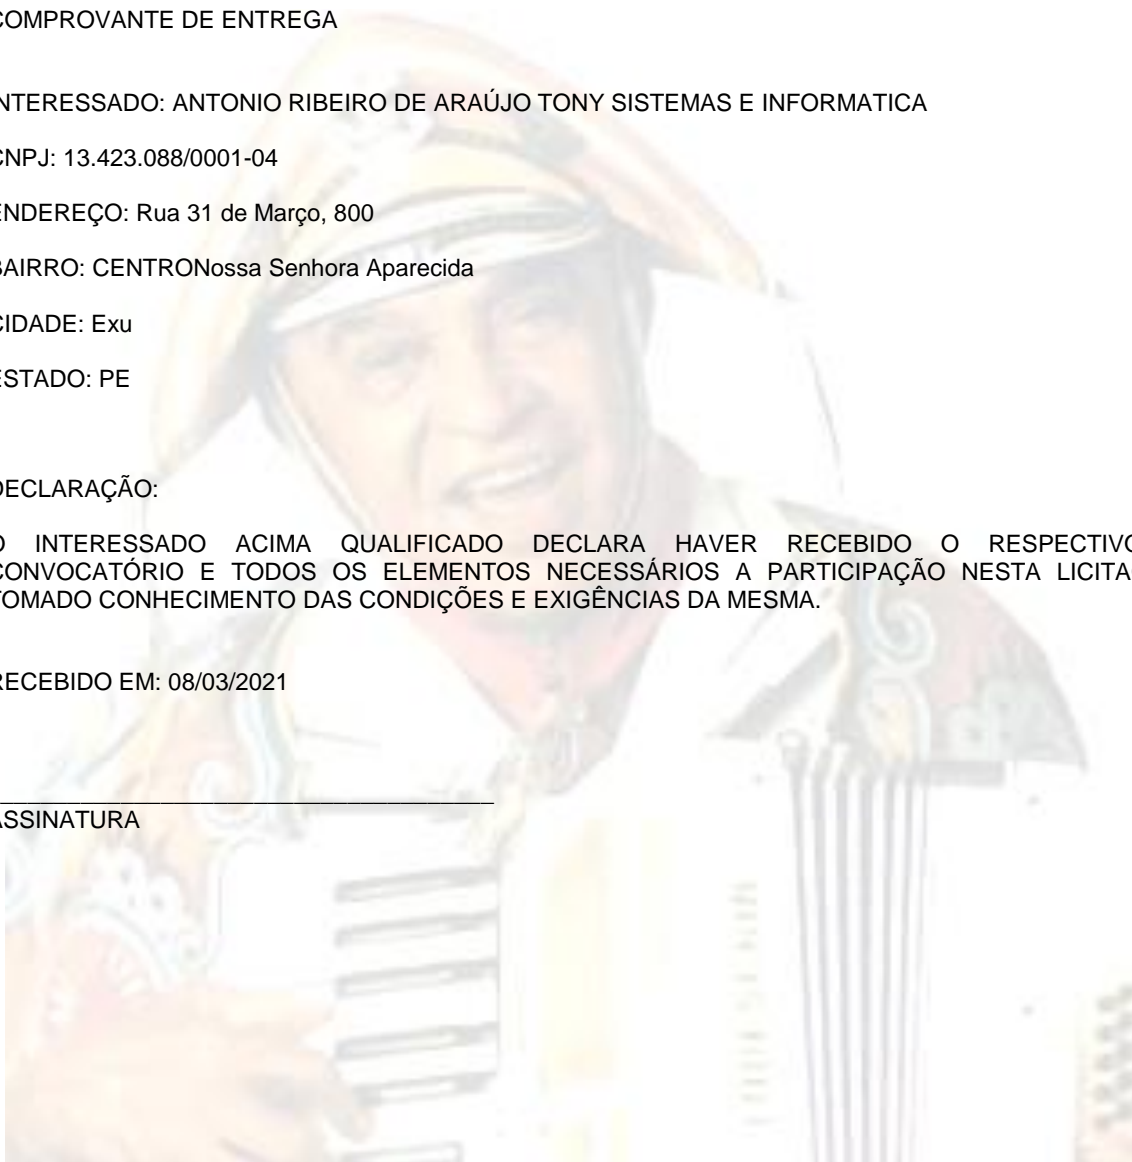 COMPROVANTE DE ENTREGA
INTERESSADO: ANTONIO RIBEIRO DE ARAÚJO TONY SISTEMAS E INFORMATICA
CNPJ: 13.423.088/0001-04
ENDEREÇO: Rua 31 de Março, 800
BAIRRO: CENTRONossa Senhora Aparecida
CIDADE: Exu
ESTADO: PE
DECLARAÇÃO:
O INTERESSADO ACIMA QUALIFICADO DECLARA HAVER RECEBIDO O RESPECTIVO
CONVOCATÓRIO E TODOS OS ELEMENTOS NECESSÁRIOS A PARTICIPAÇÃO NESTA LICITA
TOMADO CONHECIMENTO DAS CONDIÇÕES E EXIGÊNCIAS DA MESMA.
RECEBIDO EM: 08/03/2021
ASSINATURA